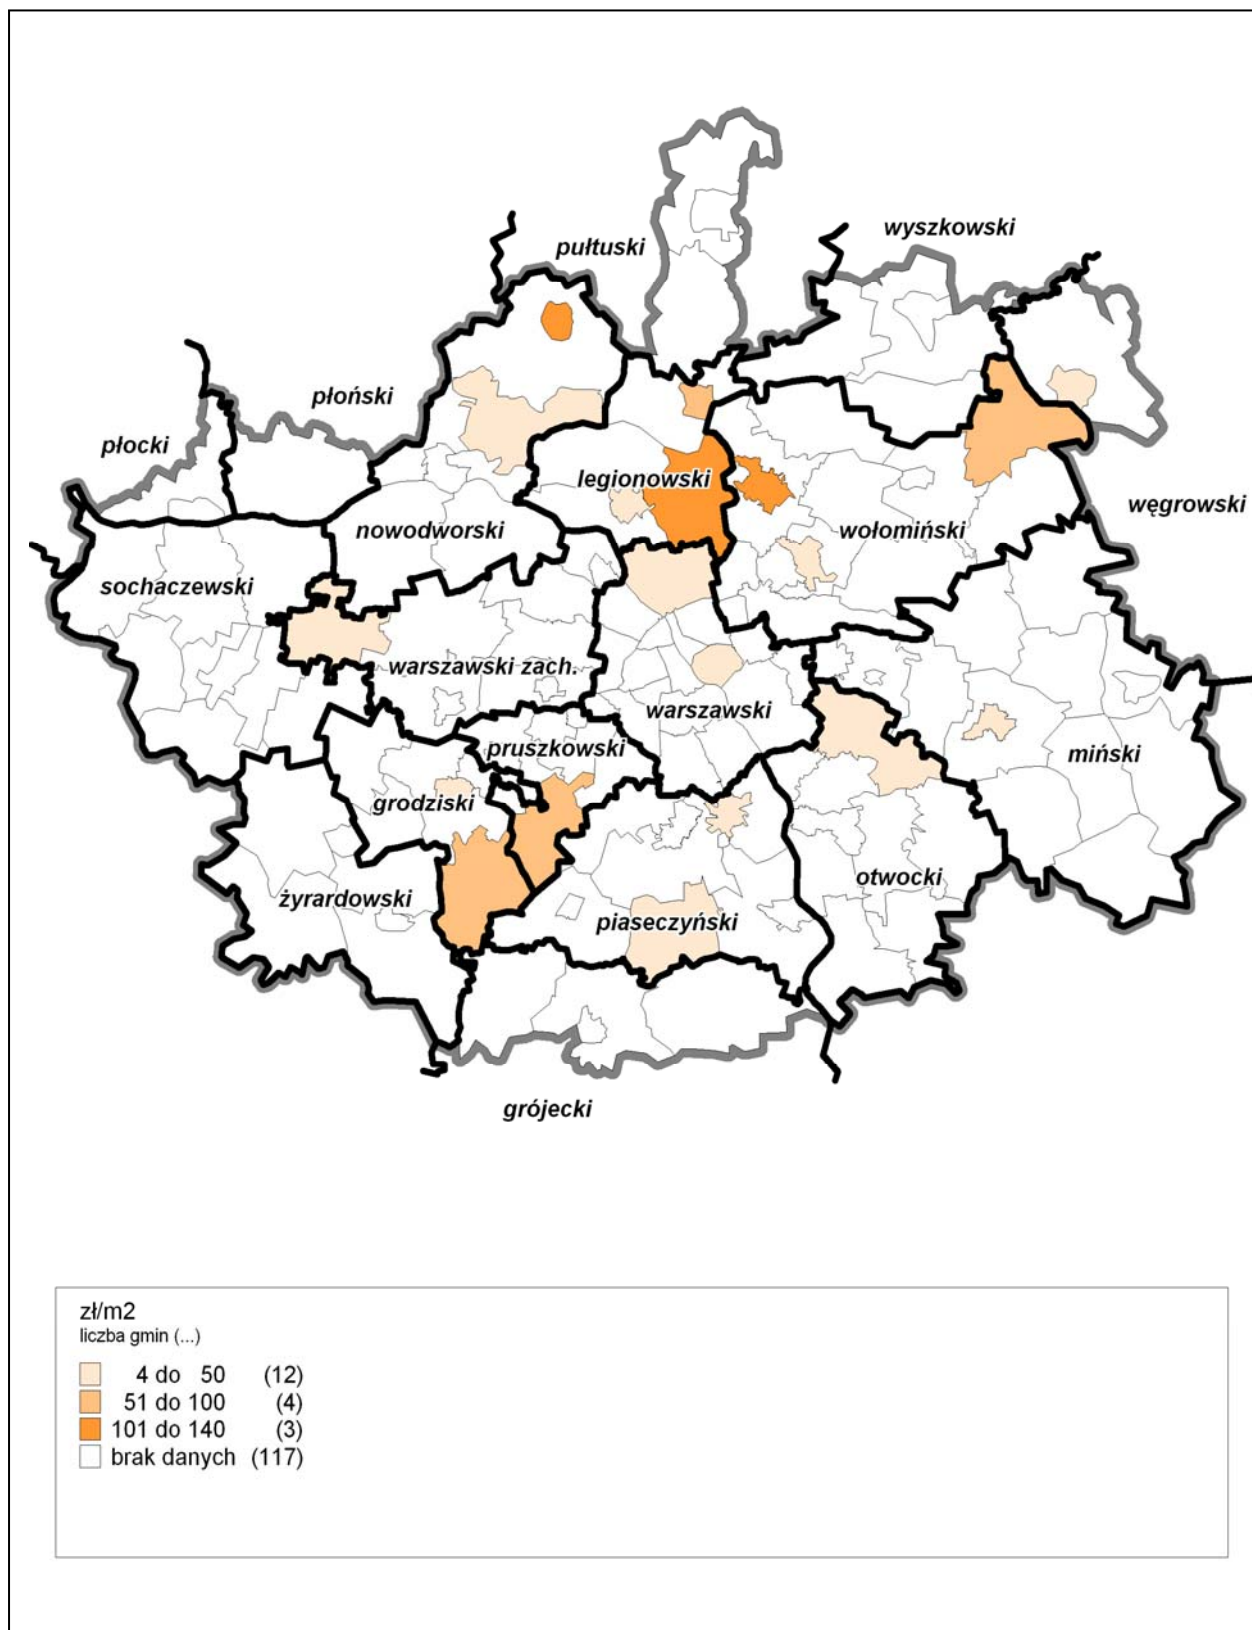 wyszkowski
pułtuski
płoński
płocki
legionowski
węgrowski
nowodworski
wołomiński
sochaczewski
warszawski zach.
warszawski
pruszkowski
miński
grodziski
otwocki
żyrardowski
piaseczyński
grójecki
zł/m2
liczba gmin (...)
4 do 50 (12)
51 do 100 (4)
101 do 140 (3)
brak danych (117)